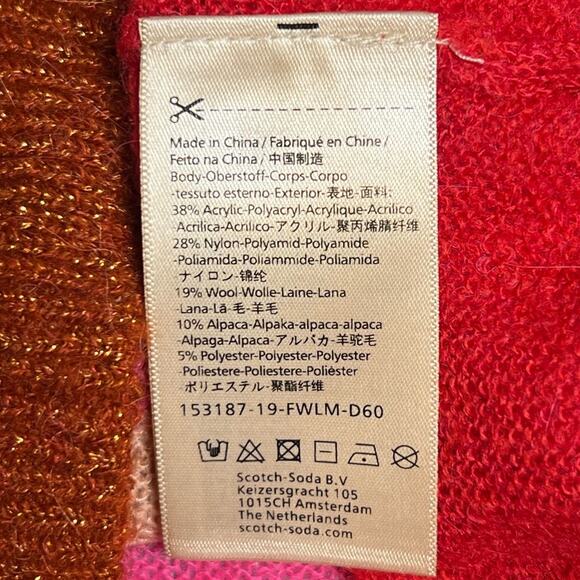 Made in China / Fabriqué en Chine /
Feito na China / 中国制造
Body-Oberstoff-Corps-Corpo
-tessuto esterno-Exterior-表地-面料:
38% Acrylic-Polyacryl-Acrylique-Acrilico
Acrilica-Acrilico-アクリル-聚丙烯腈纤维
28% Nylon-Polyamid-Polyamide
-Poliamida-Poliammide-Poliamida
ナイロン-锦纶
19% Wool-Wolle-Laine-Lana
-Lana-Lã-毛-羊毛
10% Alpaca-Alpaka-alpaca-alpaca
-Alpaga-Alpaca-アルパカ-羊驼毛
5% Polyester-Polyester-Polyester
-Poliestere-Poliestere-Poliéster
-ポリエステル-聚酯纤维
153187-19-FWLM-D60
Scotch-Soda B.V
Keizersgracht 105
1015CH Amsterdam
The Netherlands
scotch-soda.com